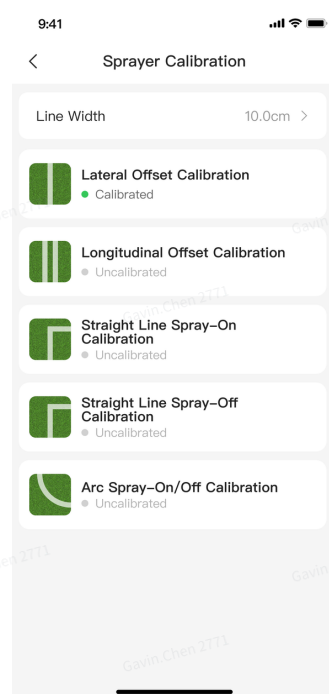 9:41
Sprayer Calibration
Line Width 10.0cm
Lateral Offset Calibration
Calibrated
Gavin.Chen 2771
Longitudinal Offset Calibration
Uncalibrated
Straight Line Spray-On
Calibration
Uncalibrated
Straight Line Spray-Off
Calibration
Uncalibrated
Arc Spray-On/Off Calibration
Uncalibrated
Gavin.Chen 2771